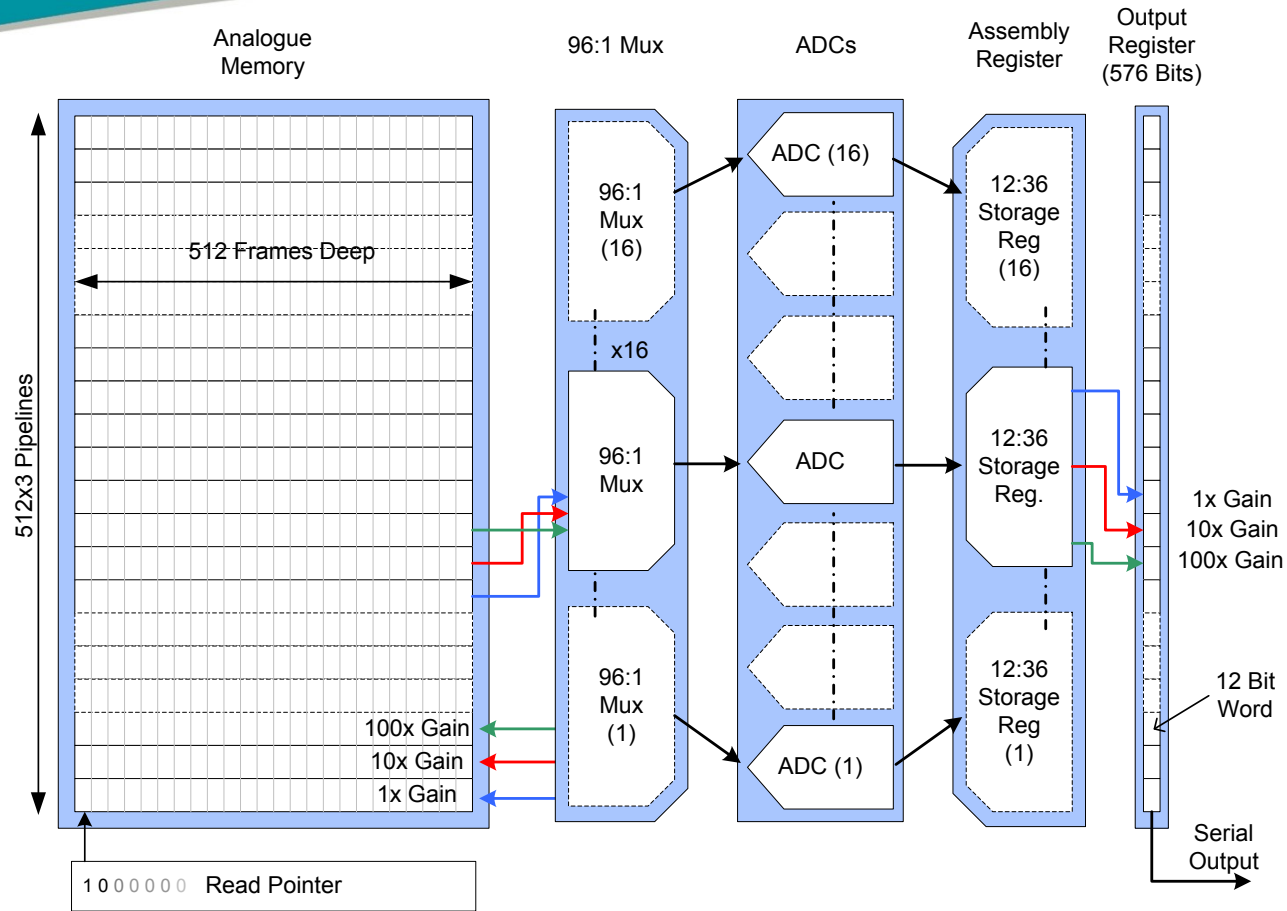 Analogue
Memory
96:1 Mux
ADCs
Assembly
Register
Output
Register
(576 Bits)
512x3 Pipelines
512 Frames Deep
96:1
Mux
(16)
x16
96:1
Mux
96:1
Mux
(1)
ADC (16)
ADC
ADC (1)
12:36
Storage
Reg
(16)
12:36
Storage
Reg.
12:36
Storage
Reg
(1)
1x Gain
10x Gain
100x Gain
12 Bit
Word
100x Gain
10x Gain
1x Gain
Serial
Output
1 0 0 0 0 0 0 0 Read Pointer